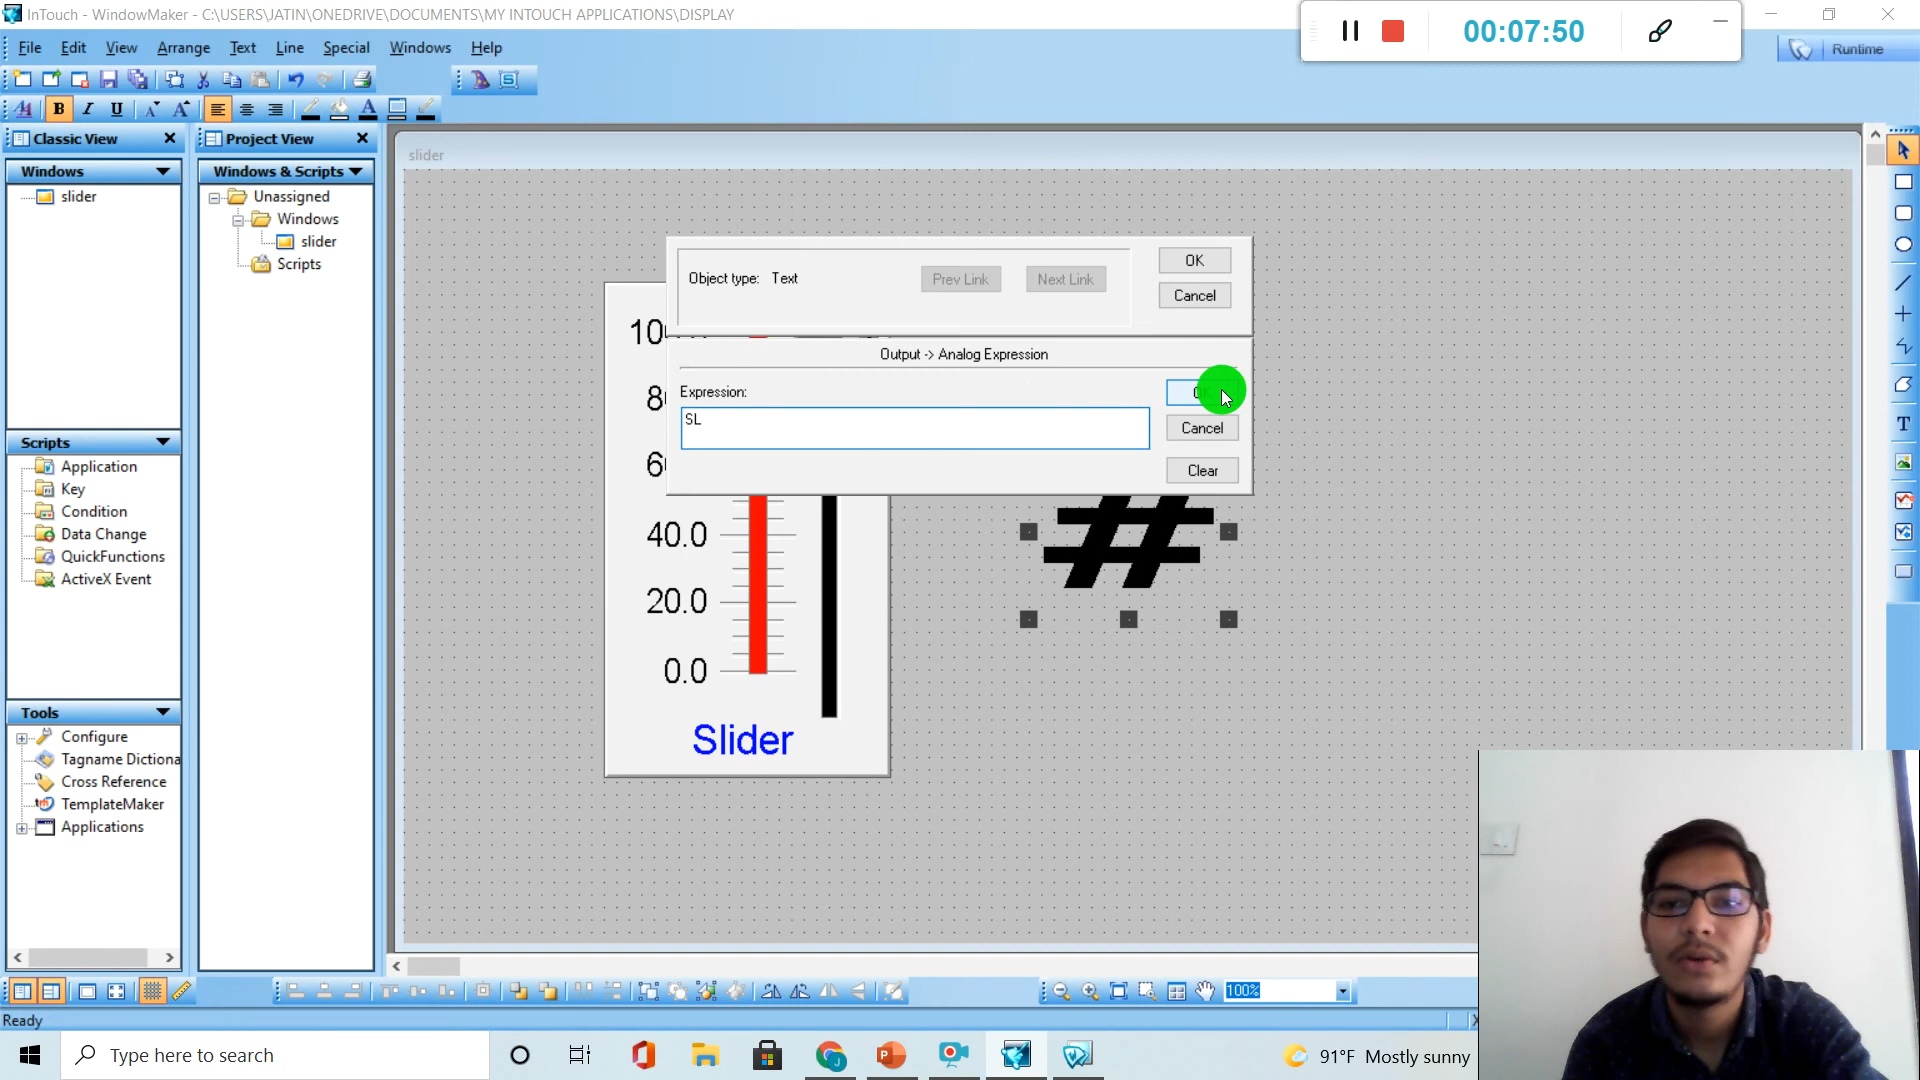 InTouch - WindowMaker - C:\USERS\JATIN\ONEDRIVE\DOCUMENTS\MY INTOUCH APPLICATIONS\DISPLAY
00:07:50
File Edit View Arrange Text Line Special Windows Help
Runtime
Classic View
Project View
Windows
Windows & Scripts
slider
Unassigned
Windows
slider
Scripts
slider
Object type: Text
Prev Link
Next Link
OK
Cancel
Output -> Analog Expression
Expression:
SL
Cancel
Clear
##
40.0
20.0
0.0
Slider
Scripts
Application
Key
Condition
Data Change
QuickFunctions
ActiveX Event
Tools
Configure
Tagname Dictiona
Cross Reference
TemplateMaker
Applications
100%
Ready
Type here to search
91°F Mostly sunny